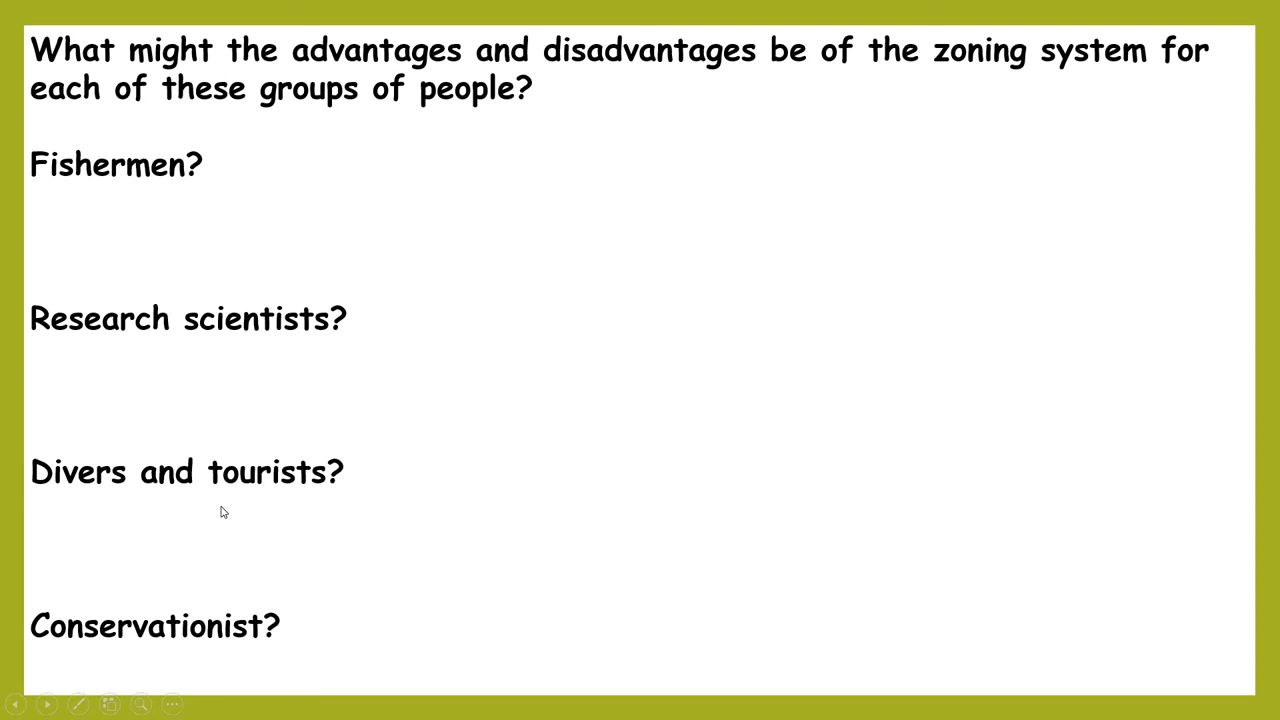 What might the advantages and disadvantages be of the zoning system for
each of these groups of people?
Fishermen?
Research scientists?
Divers and tourists?
Conservationist?